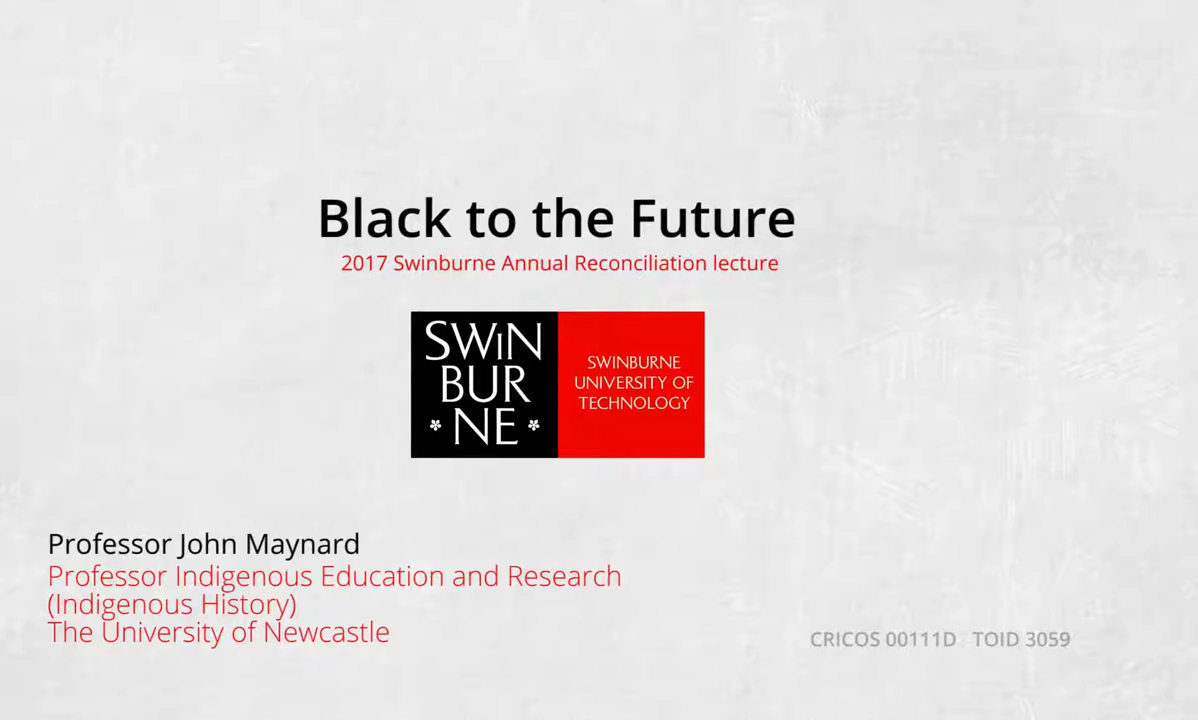 Black to the Future
2017 Swinburne Annual Reconciliation lecture
SWIN
BUR
NE
SWINBURNE
UNIVERSITY OF
TECHNOLOGY
Professor John Maynard
Professor Indigenous Education and Research
(Indigenous History)
The University of Newcastle
CRICOS 00111D TOID 3059